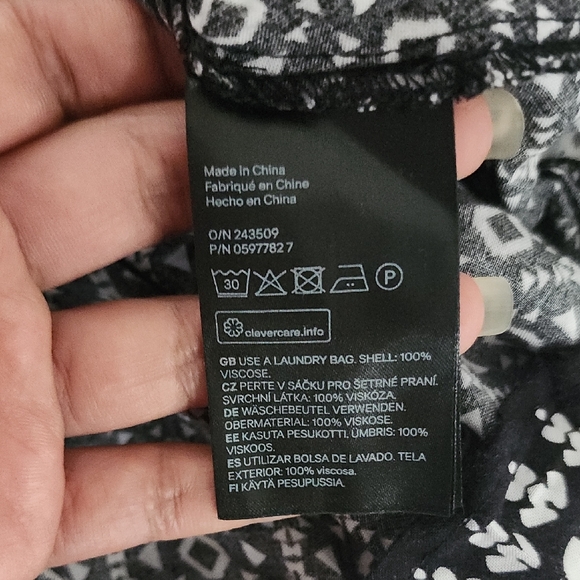 Made in China
Fabriqué en Chine
Hecho en China
O/N 243509
P/N 05977827
30 P
clevercare.info
GB USE A LAUNDRY BAG. SHELL: 100%
VISCOSE.
CZ PERTE V SÁČKU PRO ŠETRNÉ PRANÍ.
SVRCHNÍ LÁTKA: 100% VISKÓZA.
DE WÄSCHEBEUTEL VERWENDEN.
OBERMATERIAL: 100% VISKOSE.
EE KASUTA PESUKOTTI, ÜMBRIS: 100%
VISKOOS.
ES UTILIZAR BOLSA DE LAVADO. TELA
EXTERIOR: 100% viscosa.
FI KÄYTÄ PESUPUSSIA.